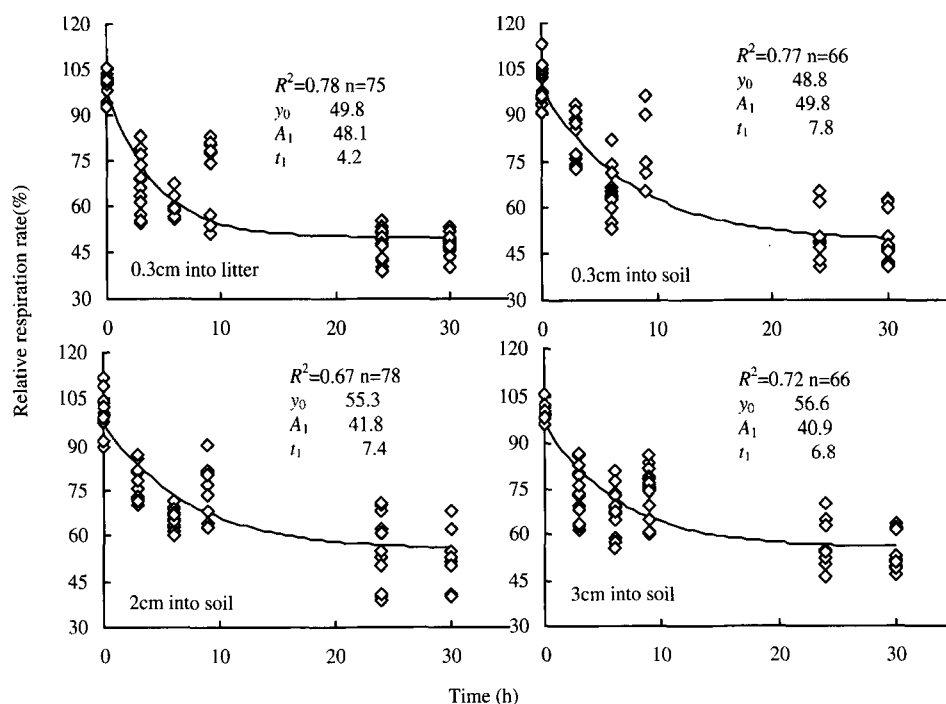 120
105
90
75
60
45
30
R²=0.78 n=75
y₀ 49.8
A₁ 48.1
t₁ 4.2
0.3cm into litter
0 10 20 30
120
105
90
75
60
45
30
R²=0.77 n=66
y₀ 48.8
A₁ 49.8
t₁ 7.8
0.3cm into soil
0 10 20 30
Relative respiration rate(%)
120
105
90
75
60
45
30
R²=0.67 n=78
y₀ 55.3
A₁ 41.8
t₁ 7.4
2cm into soil
0 10 20 30
120
105
90
75
60
45
30
R²=0.72 n=66
y₀ 56.6
A₁ 40.9
t₁ 6.8
3cm into soil
0 10 20 30
Time (h)